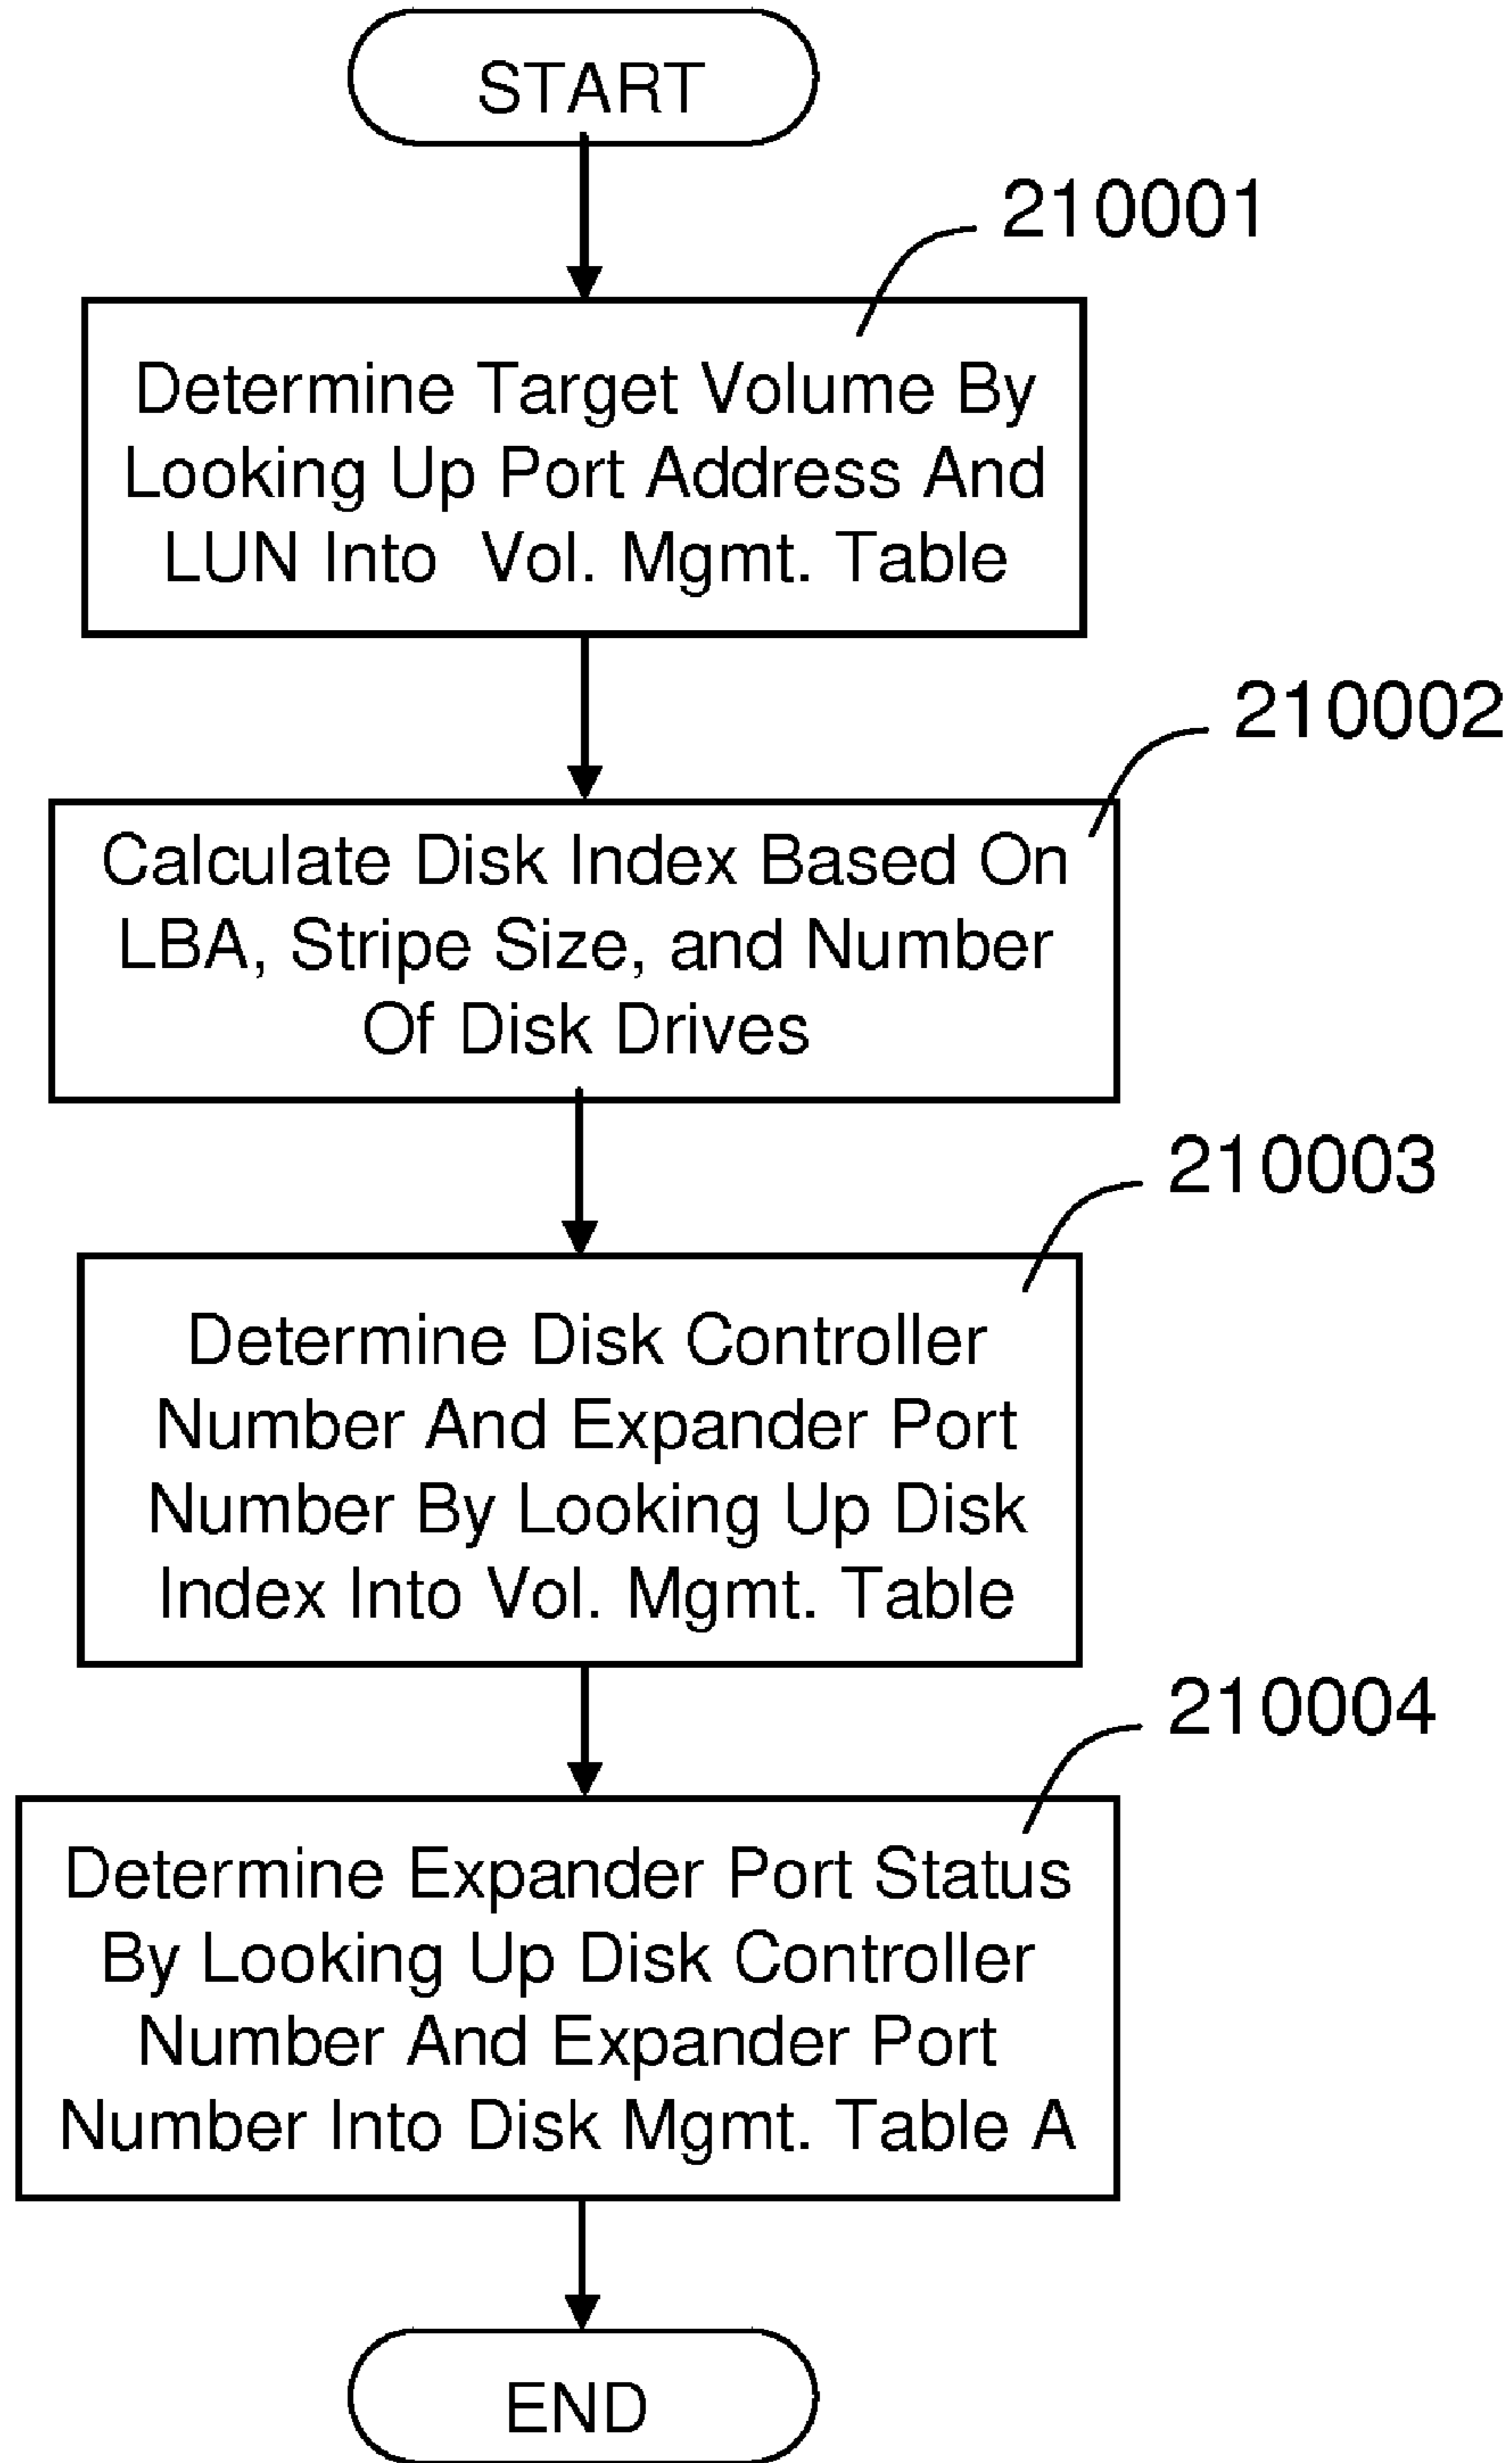 START
210001
Determine Target Volume By
Looking Up Port Address And
LUN Into Vol. Mgmt. Table
210002
Calculate Disk Index Based On
LBA, Stripe Size, and Number
Of Disk Drives
210003
Determine Disk Controller
Number And Expander Port
Number By Looking Up Disk
Index Into Vol. Mgmt. Table
210004
Determine Expander Port Status
By Looking Up Disk Controller
Number And Expander Port
Number Into Disk Mgmt. Table A
END